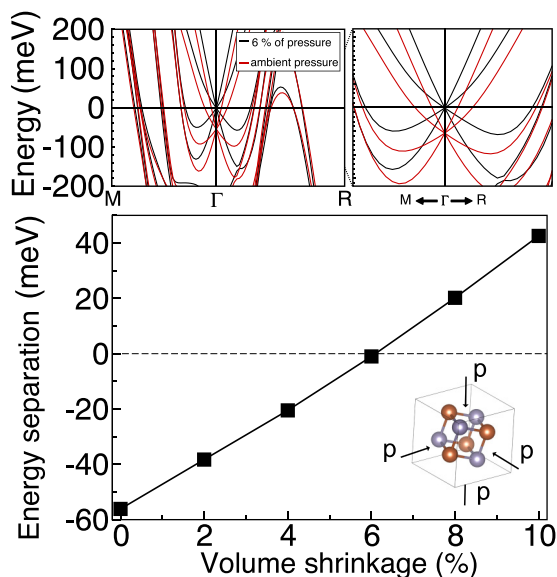 Energy (meV)
200
100
0
-100
-200
6 % of pressure
ambient pressure
M
Γ
R
M Γ R
Energy separation (meV)
40
20
0
-20
-40
-60
p
p
p
p
0 2 4 6 8 10
Volume shrinkage (%)